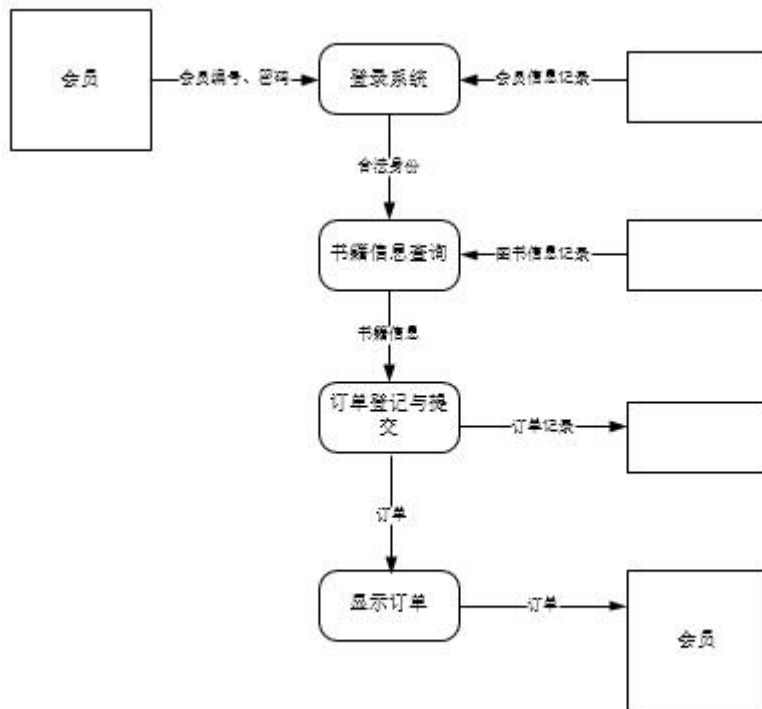 会员
会员编号、密码
登录系统
会员信息记录
合法身份
书籍信息查询
图书信息记录
书籍信息
订单登记与提
交
订单记录
订单
显示订单
订单
会员